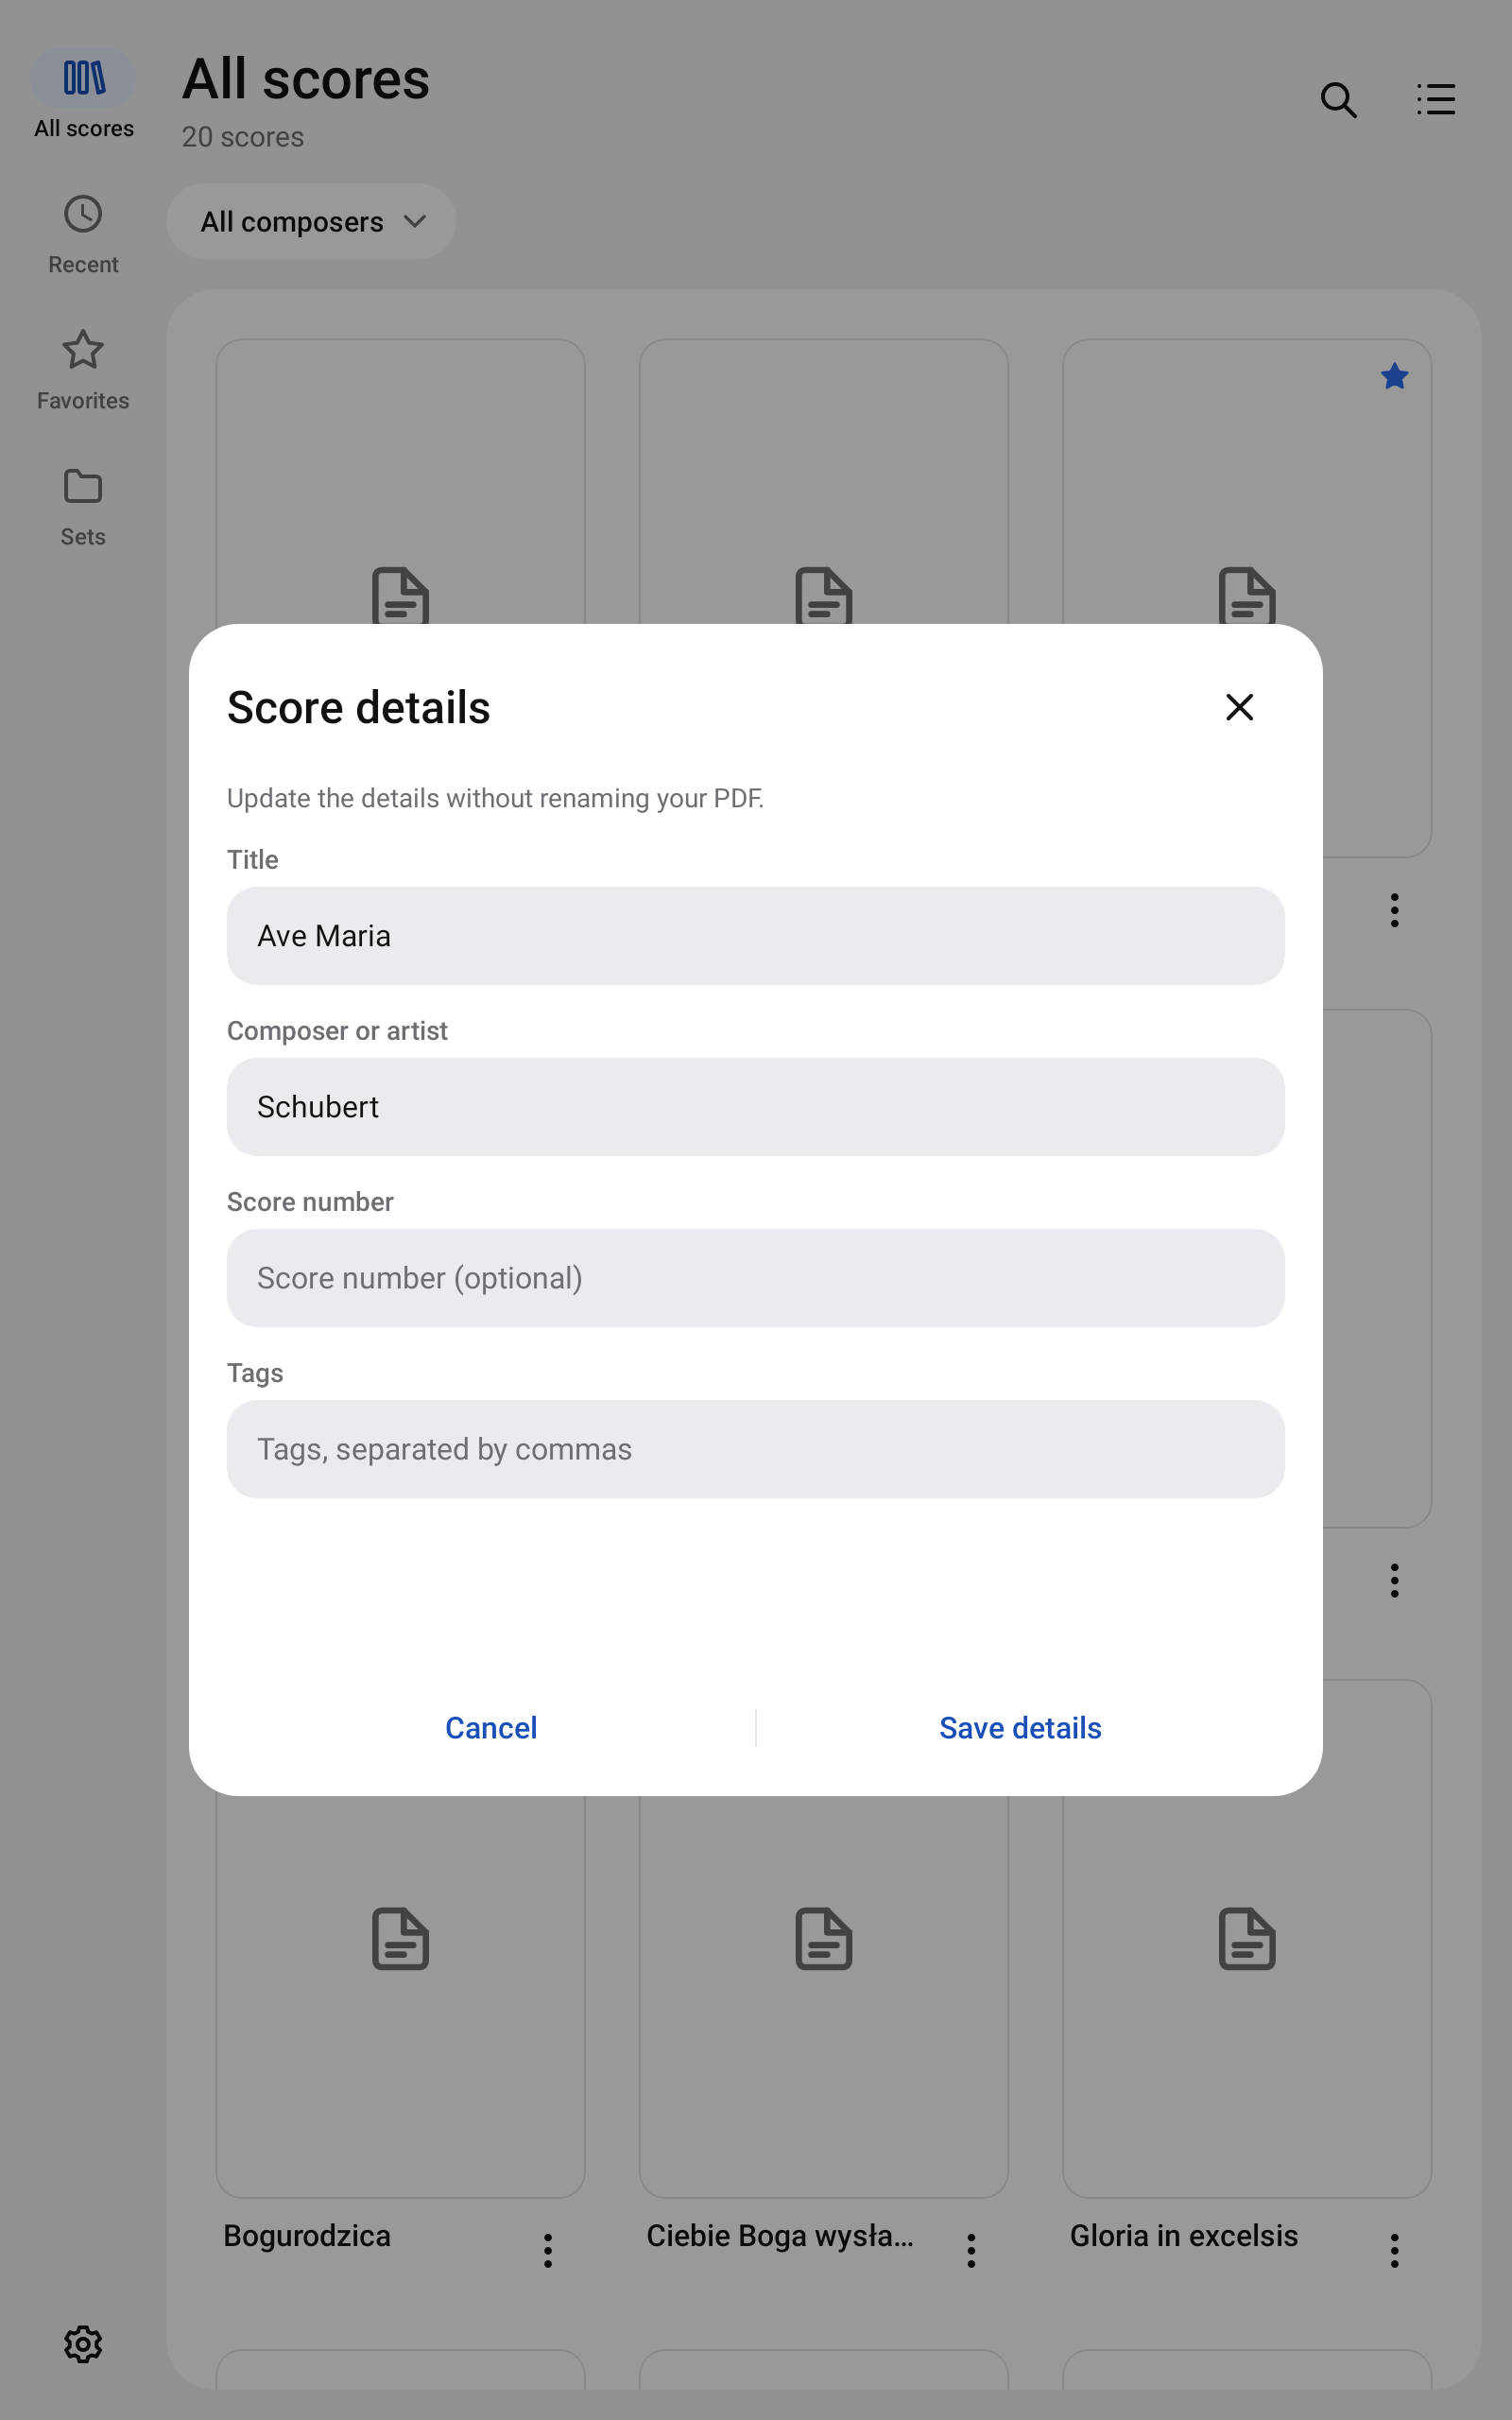 All scores
20 scores
All scores
All composers
Recent
Favorites
Sets
Score details
Update the details without renaming your PDF.
Title
Ave Maria
Composer or artist
Schubert
Score number
Score number (optional)
Tags
Tags, separated by commas
Cancel
Save details
Bogurodzica
Ciebie Boga wysła...
Gloria in excelsis